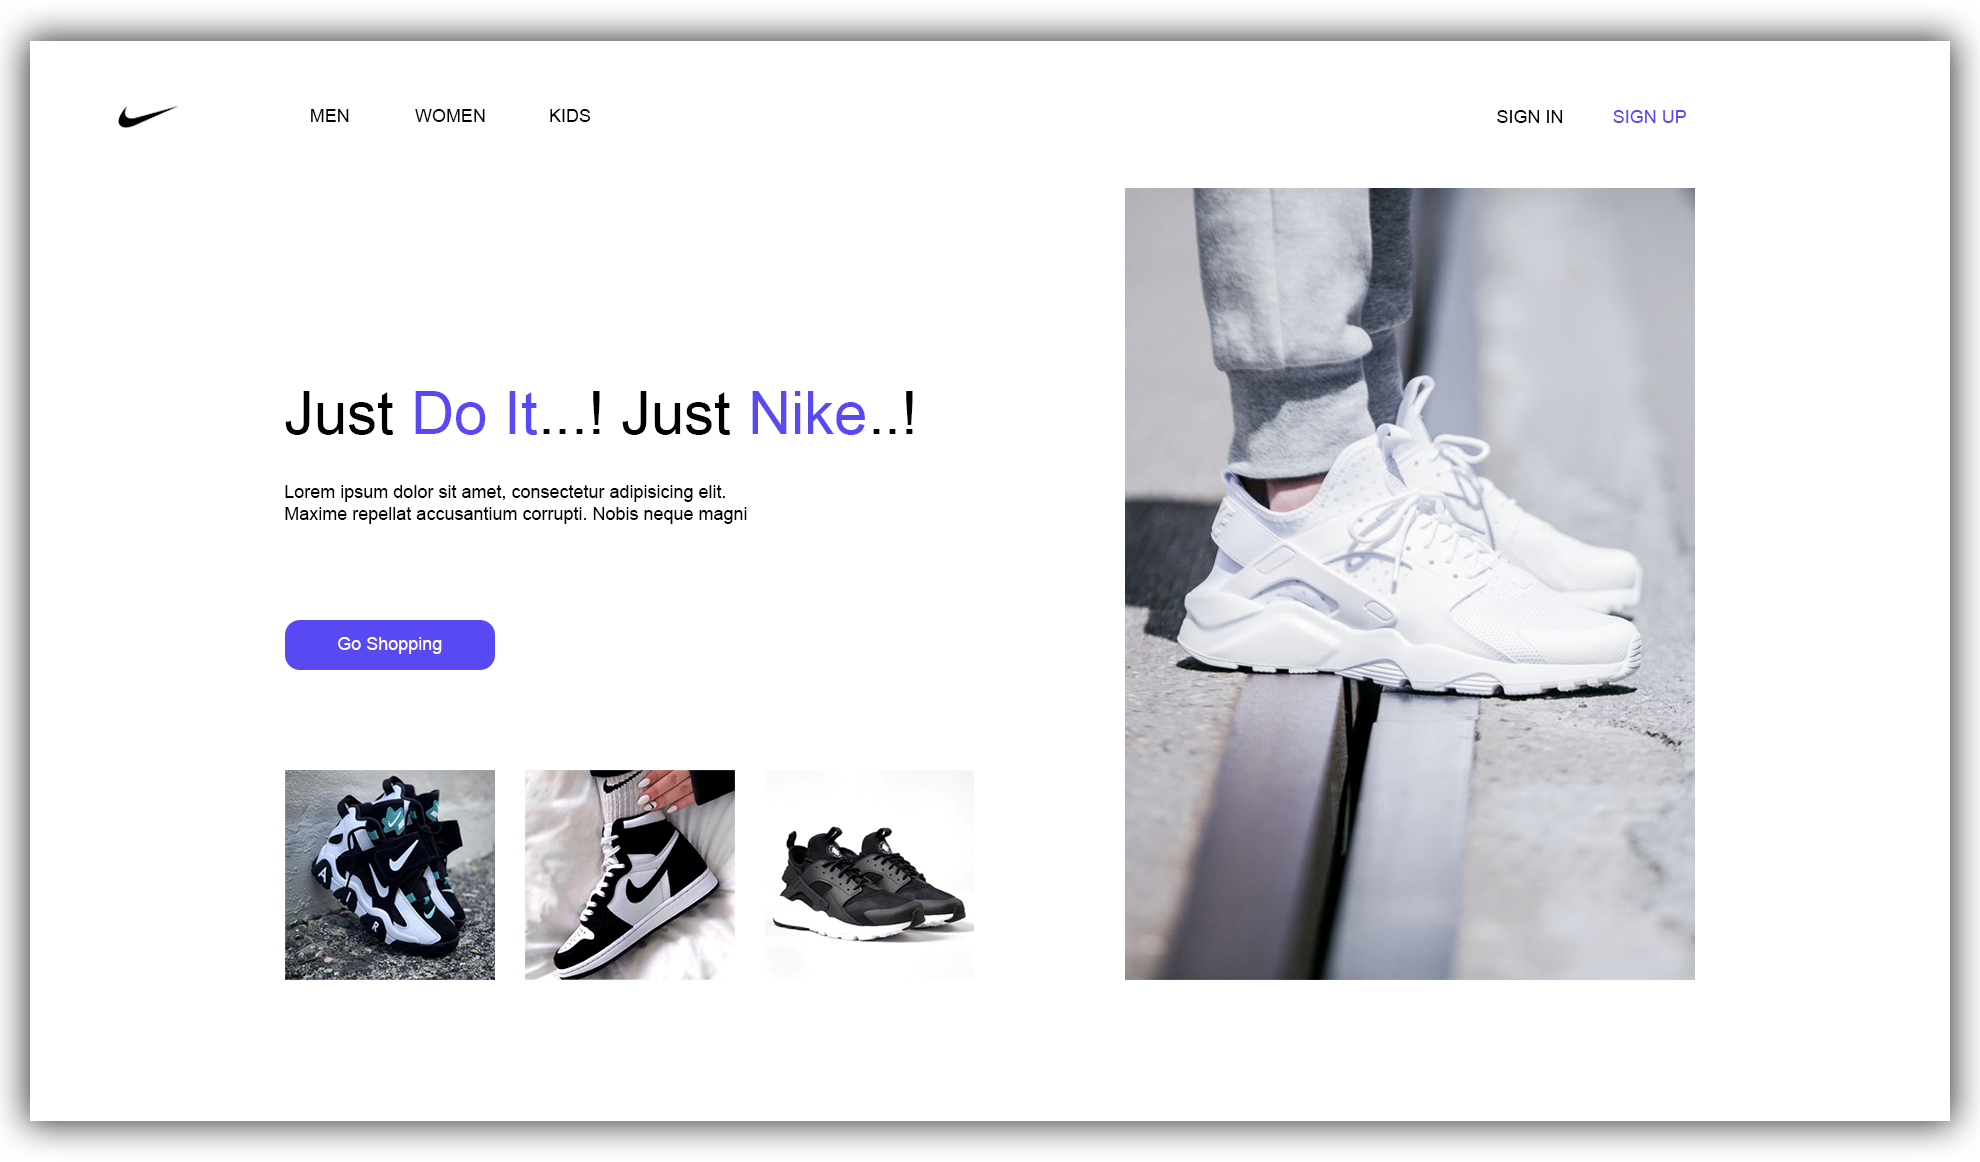 MEN WOMEN KIDS SIGN IN SIGN UP
Just Do It...! Just Nike..!
Lorem ipsum dolor sit amet, consectetur adipisicing elit.
Maxime repellat accusantium corrupti. Nobis neque magni
Go Shopping
A
R